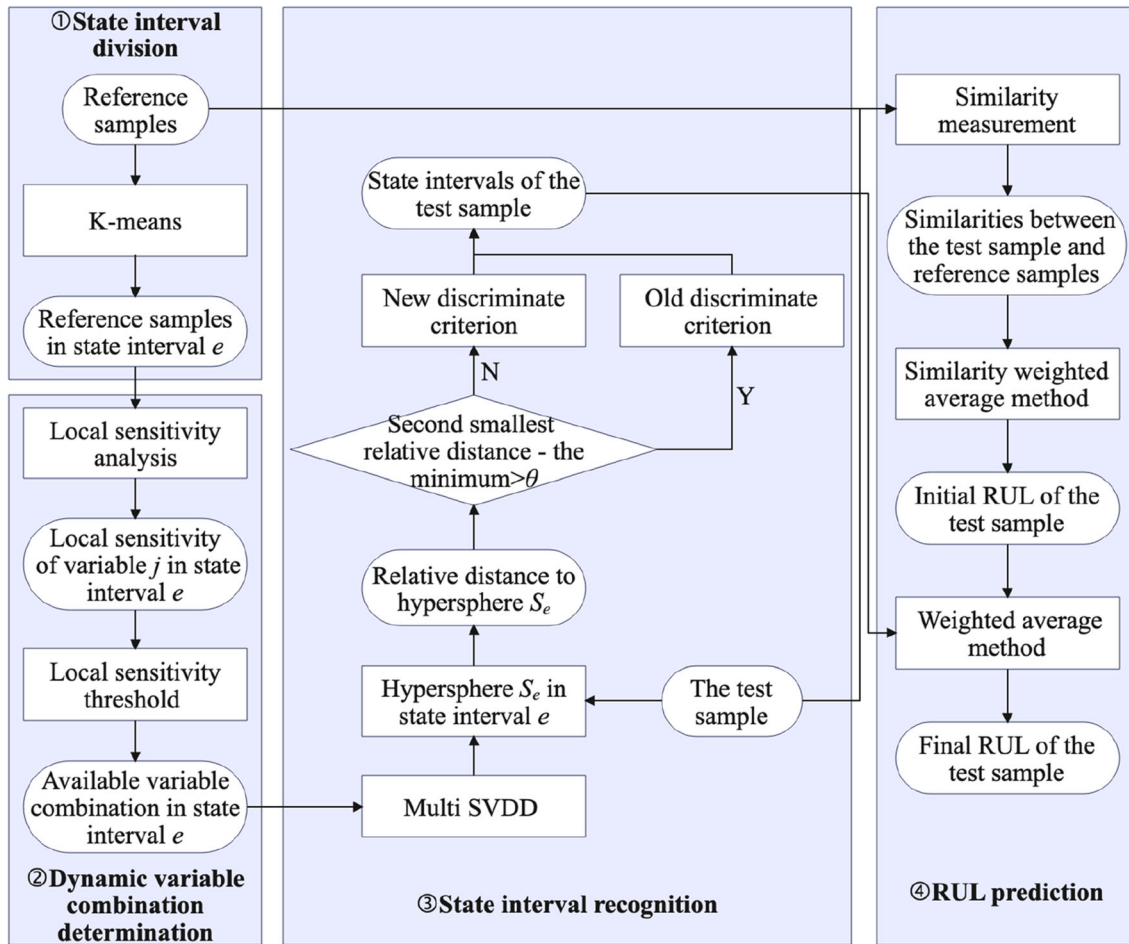 ①State interval
division
Reference
samples
K-means
Reference samples
in state interval e
Local sensitivity
analysis
Local sensitivity
of variable j in state
interval e
Local sensitivity
threshold
Available variable
combination in state
interval e
②Dynamic variable
combination
determination
State intervals of the
test sample
New discriminate
criterion
Old discriminate
criterion
N
Y
Second smallest
relative distance - the
minimum>θ
Relative distance to
hypersphere Sₑ
Hypersphere Sₑ in
state interval e
The test
sample
Multi SVDD
③State interval recognition
Similarity
measurement
Similarities between
the test sample and
reference samples
Similarity weighted
average method
Initial RUL of the
test sample
Weighted average
method
Final RUL of the
test sample
④RUL prediction